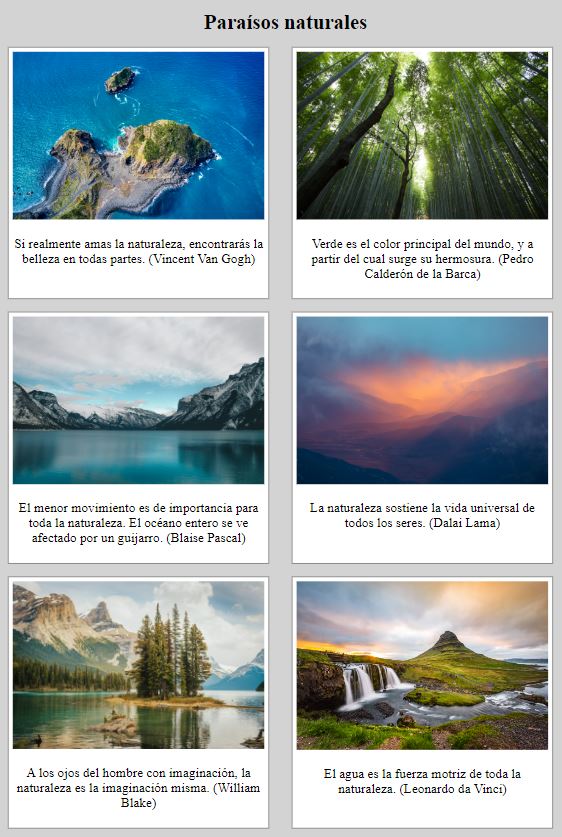 Paraísos naturales
Si realmente amas la naturaleza, encontrarás la
belleza en todas partes. (Vincent Van Gogh)
Verde es el color principal del mundo, y a
partir del cual surge su hermosura. (Pedro
Calderón de la Barca)
El menor movimiento es de importancia para
toda la naturaleza. El océano entero se ve
afectado por un guijarro. (Blaise Pascal)
La naturaleza sostiene la vida universal de
todos los seres. (Dalai Lama)
A los ojos del hombre con imaginación, la
naturaleza es la imaginación misma. (William
Blake)
El agua es la fuerza motriz de toda la
naturaleza. (Leonardo da Vinci)